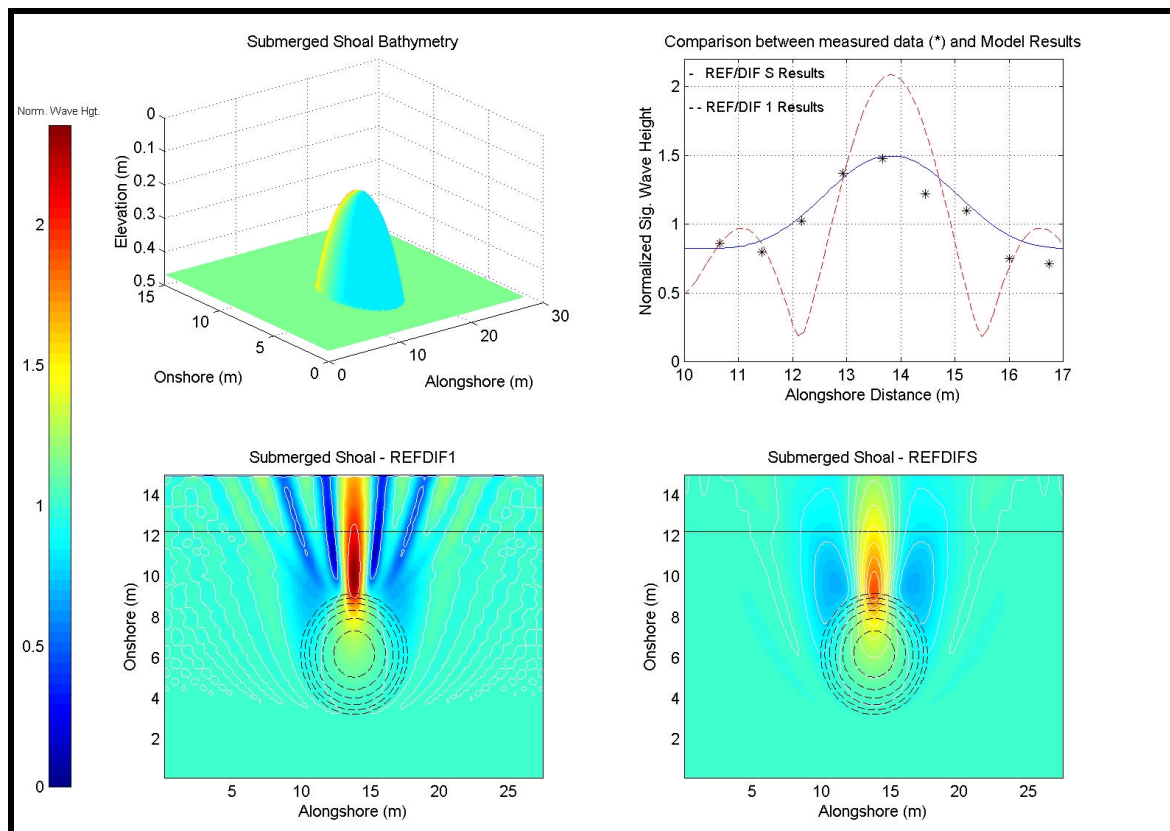 Submerged Shoal Bathymetry
Norm. Wave Hgt.
2
1.5
1
0.5
0
Elevation (m)
0
0.1
0.2
0.3
0.4
0.5
15
10
5
0
Onshore (m)
0
10
20
30
Alongshore (m)
Comparison between measured data (*) and Model Results
- REF/DIF S Results
-- REF/DIF 1 Results
Normalized Sig. Wave Height
2
1.5
1
0.5
0
10 11 12 13 14 15 16 17
Alongshore Distance (m)
Submerged Shoal - REFDIF1
Onshore (m)
14
12
10
8
6
4
2
5 10 15 20 25
Alongshore (m)
Submerged Shoal - REFDIFS
Onshore (m)
14
12
10
8
6
4
2
5 10 15 20 25
Alongshore (m)